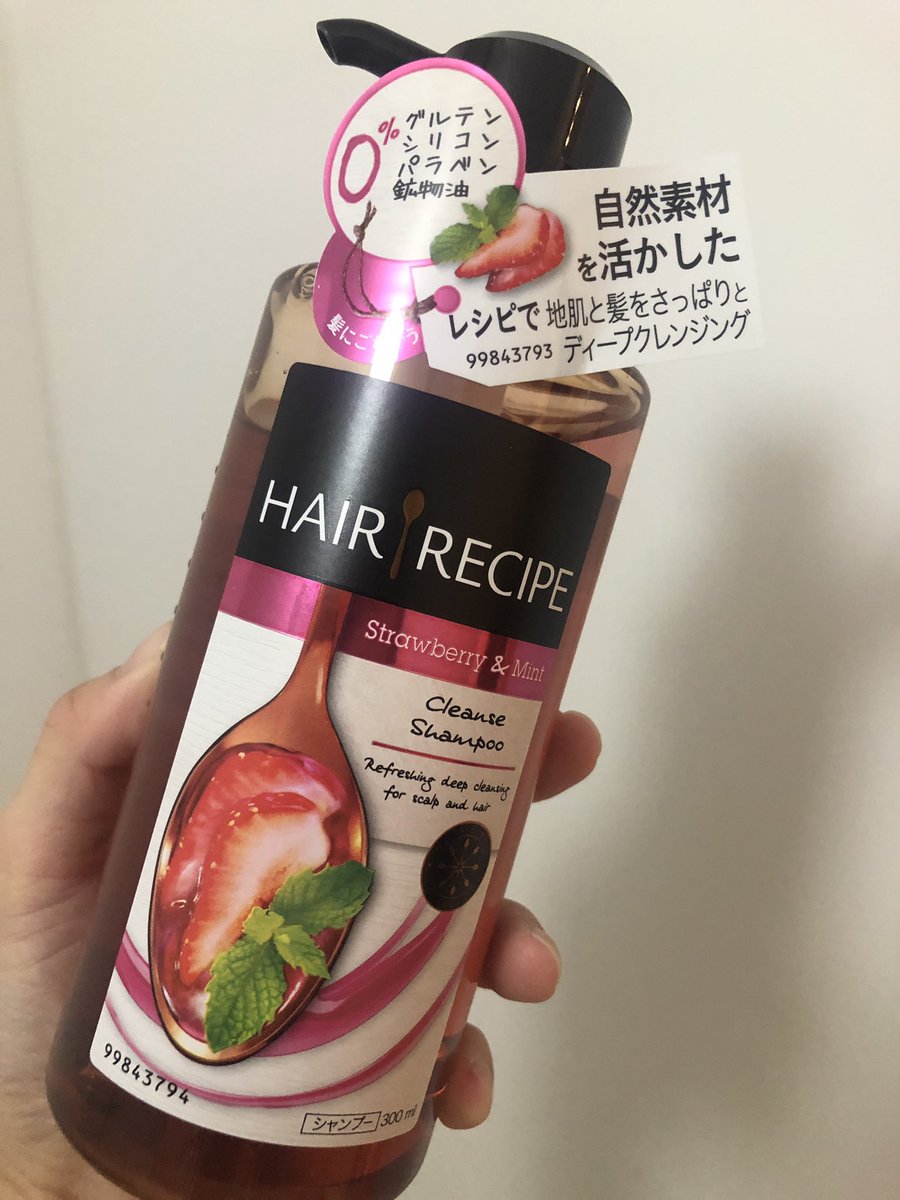 0%
グルテン
シリコン
パラベン
鉱物油
自然素材
を活かした
レシピで 地肌と髪をさっぱりと
99843793 ディープクレンジング
HAIR RECIPE
Strawberry & Mint
Cleanse
Shampoo
Refreshing deep cleansing
for scalp and hair
99843794
シャンプー 300 ml